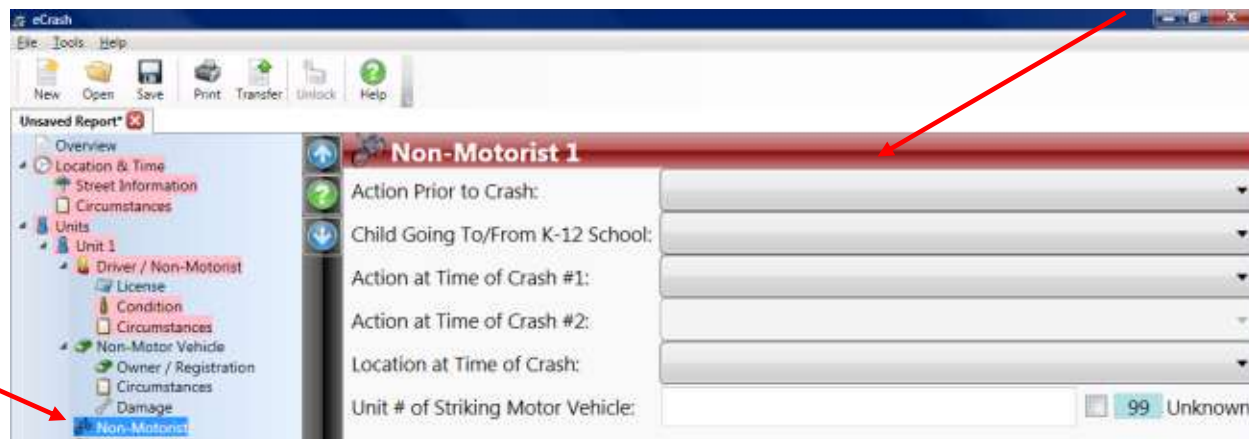 eCrash
File Tools Help
New Open Save Print Transfer Unlock Help
Unsaved Report*
Overview
Location & Time
Street Information
Circumstances
Units
Unit 1
Driver / Non-Motorist
License
Condition
Circumstances
Non-Motor Vehicle
Owner / Registration
Circumstances
Damage
Non-Motorist
Non-Motorist 1
Action Prior to Crash:
Child Going To/From K-12 School:
Action at Time of Crash #1:
Action at Time of Crash #2:
Location at Time of Crash:
Unit # of Striking Motor Vehicle:
99 Unknown